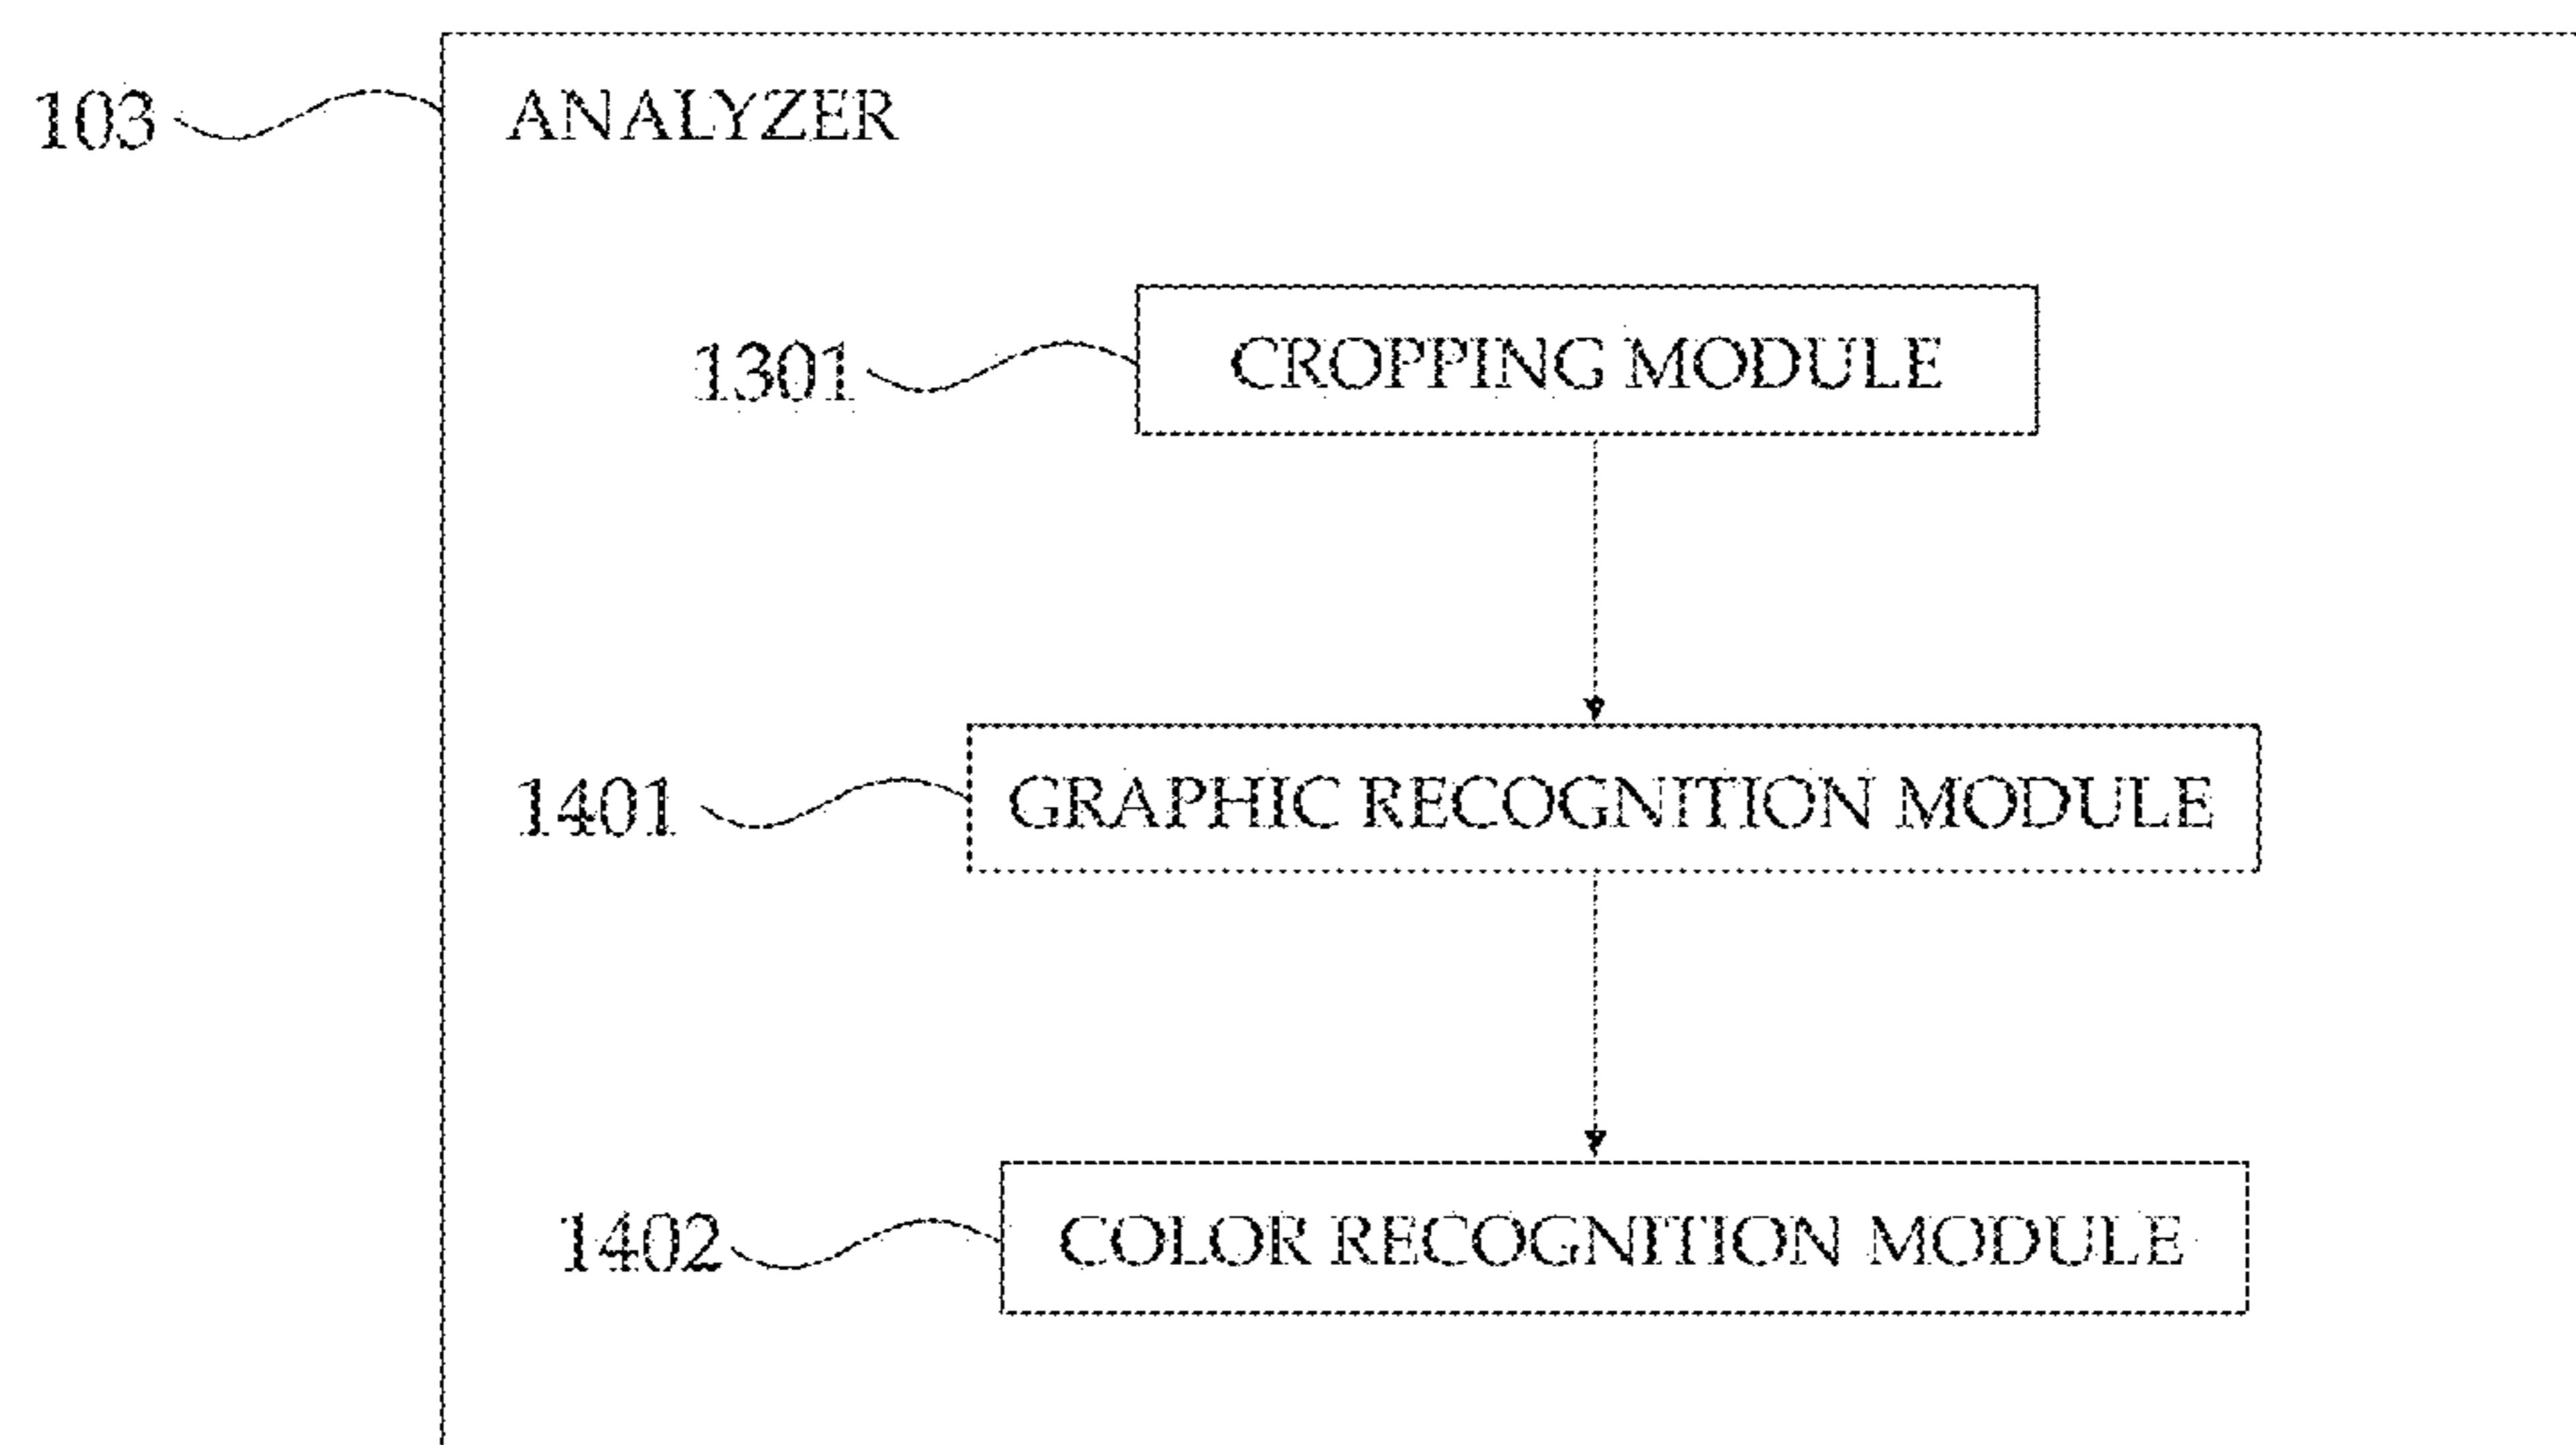 103 ANALYZER
1301 CROPPING MODULE
1401 GRAPHIC RECOGNITION MODULE
1402 COLOR RECOGNITION MODULE